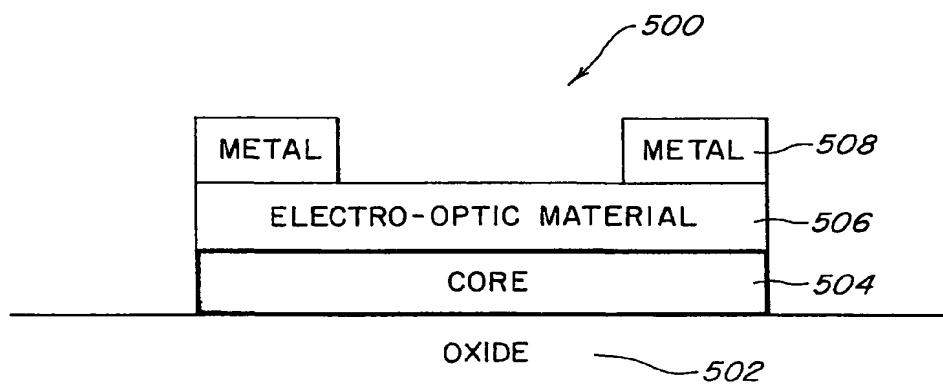 500
METAL METAL 508
ELECTRO-OPTIC MATERIAL 506
CORE 504
OXIDE 502